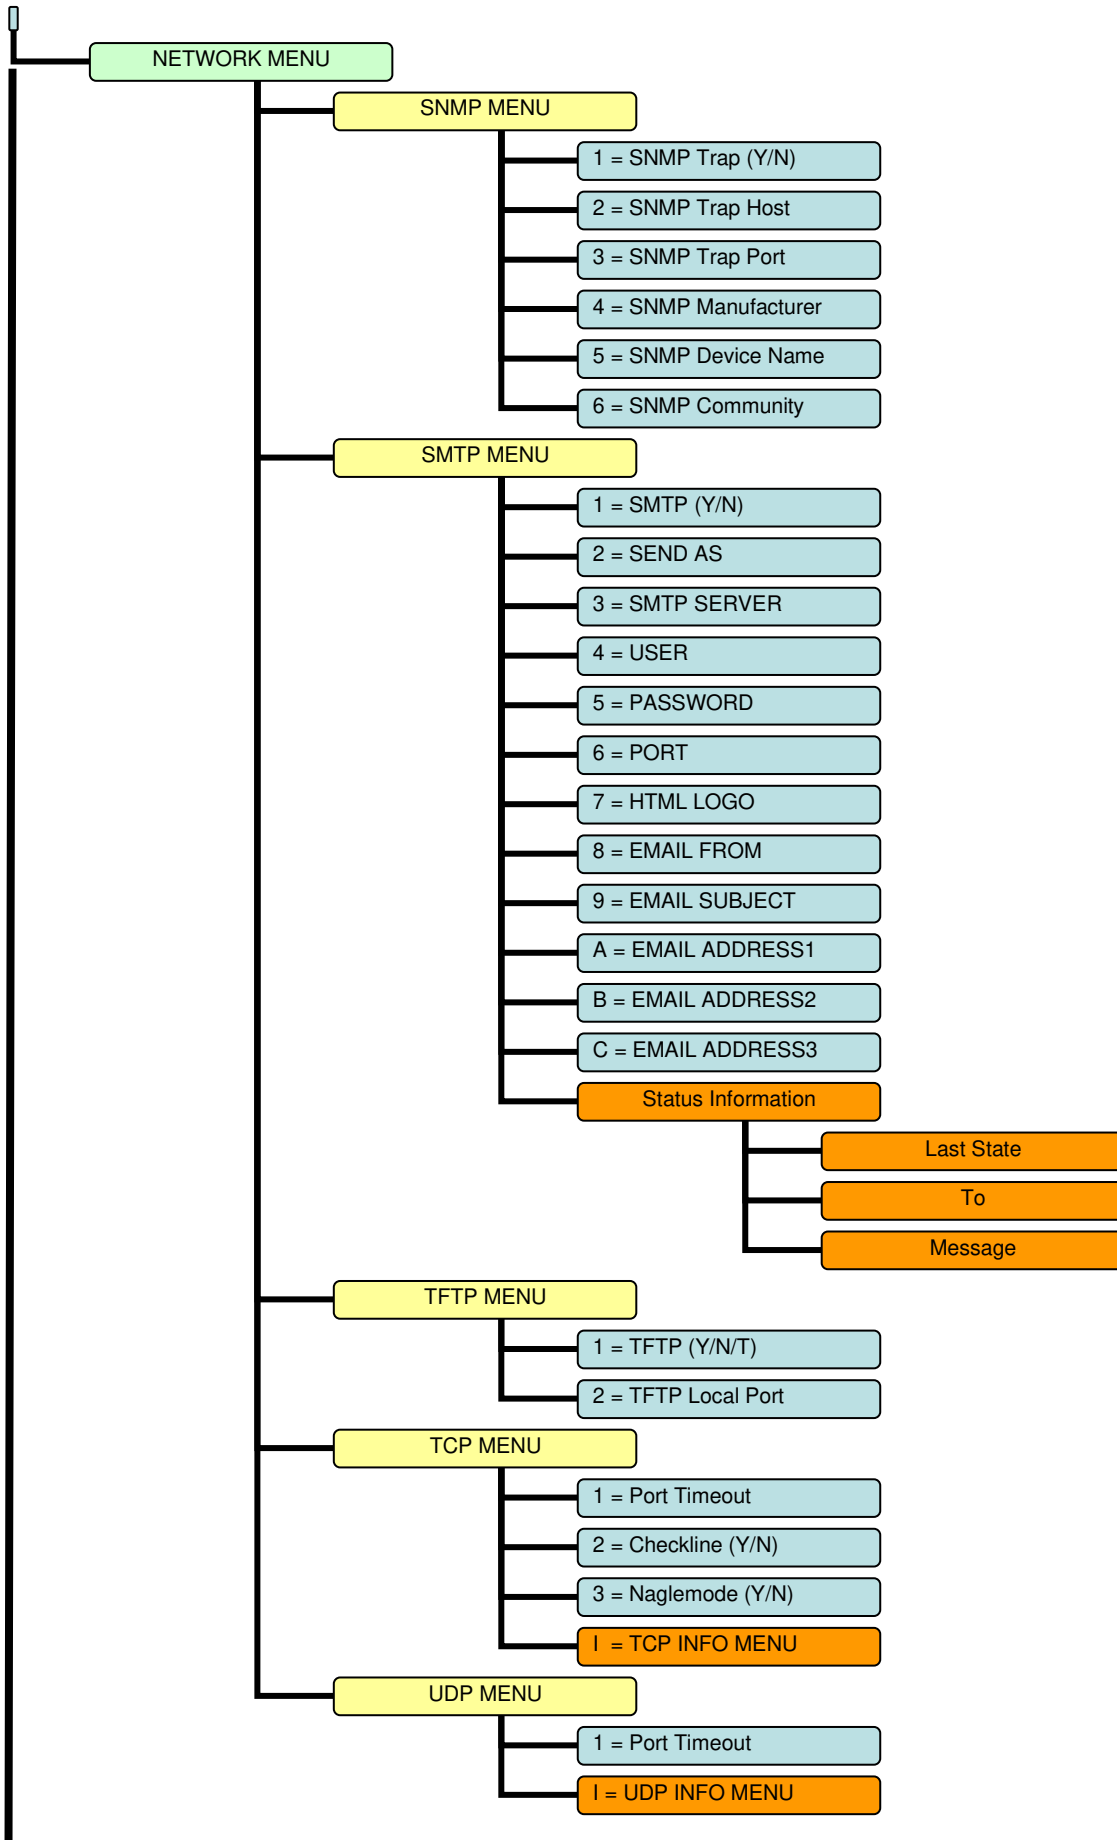 NETWORK MENU
SNMP MENU
1 = SNMP Trap (Y/N)
2 = SNMP Trap Host
3 = SNMP Trap Port
4 = SNMP Manufacturer
5 = SNMP Device Name
6 = SNMP Community
SMTP MENU
1 = SMTP (Y/N)
2 = SEND AS
3 = SMTP SERVER
4 = USER
5 = PASSWORD
6 = PORT
7 = HTML LOGO
8 = EMAIL FROM
9 = EMAIL SUBJECT
A = EMAIL ADDRESS1
B = EMAIL ADDRESS2
C = EMAIL ADDRESS3
Status Information
Last State
To
Message
TFTP MENU
1 = TFTP (Y/N/T)
2 = TFTP Local Port
TCP MENU
1 = Port Timeout
2 = Checkline (Y/N)
3 = Naglemode (Y/N)
I  = TCP INFO MENU
UDP MENU
1 = Port Timeout
I = UDP INFO MENU